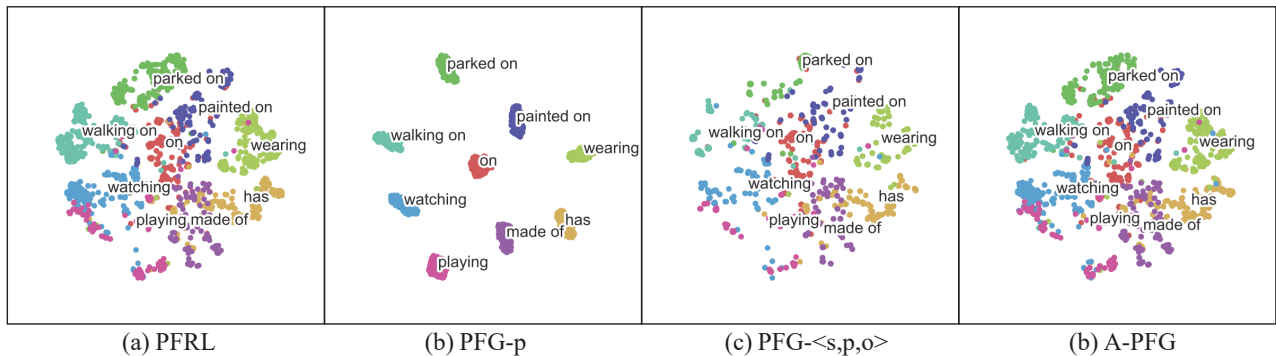 parked on
painted on
walking on
on
wearing
watching
has
playing made of
parked on
painted on
walking on
on
wearing
watching
has
made of
playing
parked on
painted on
walking on
on
wearing
watching
has
made of
playing
parked on
painted on
walking on
on
wearing
watching
has
playing
made of
(a) PFRL
(b) PFG-p
(c) PFG-<s,p,o>
(b) A-PFG